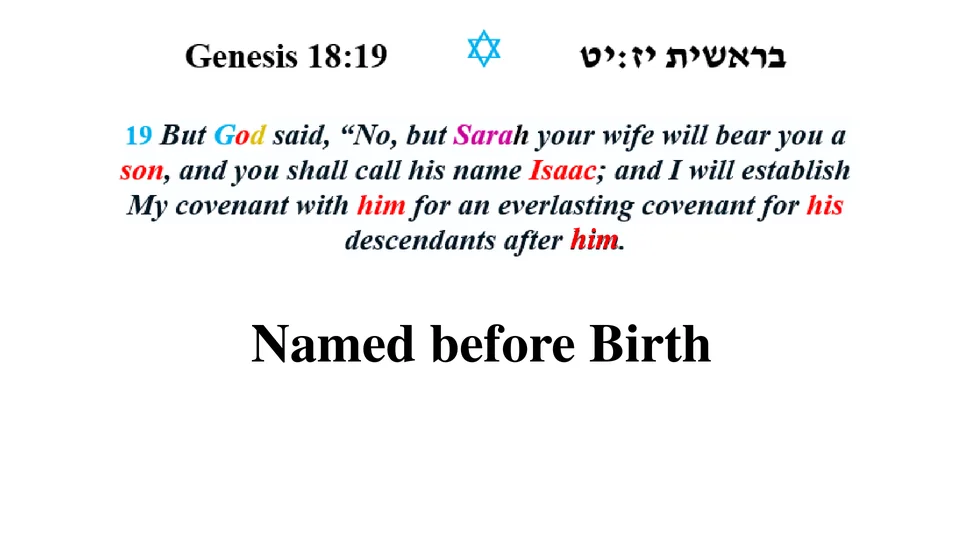 Genesis 18:19 ✡ בראשית יז:יט
19 But God said, “No, but Sarah your wife will bear you a
son, and you shall call his name Isaac; and I will establish
My covenant with him for an everlasting covenant for his
descendants after him.
Named before Birth